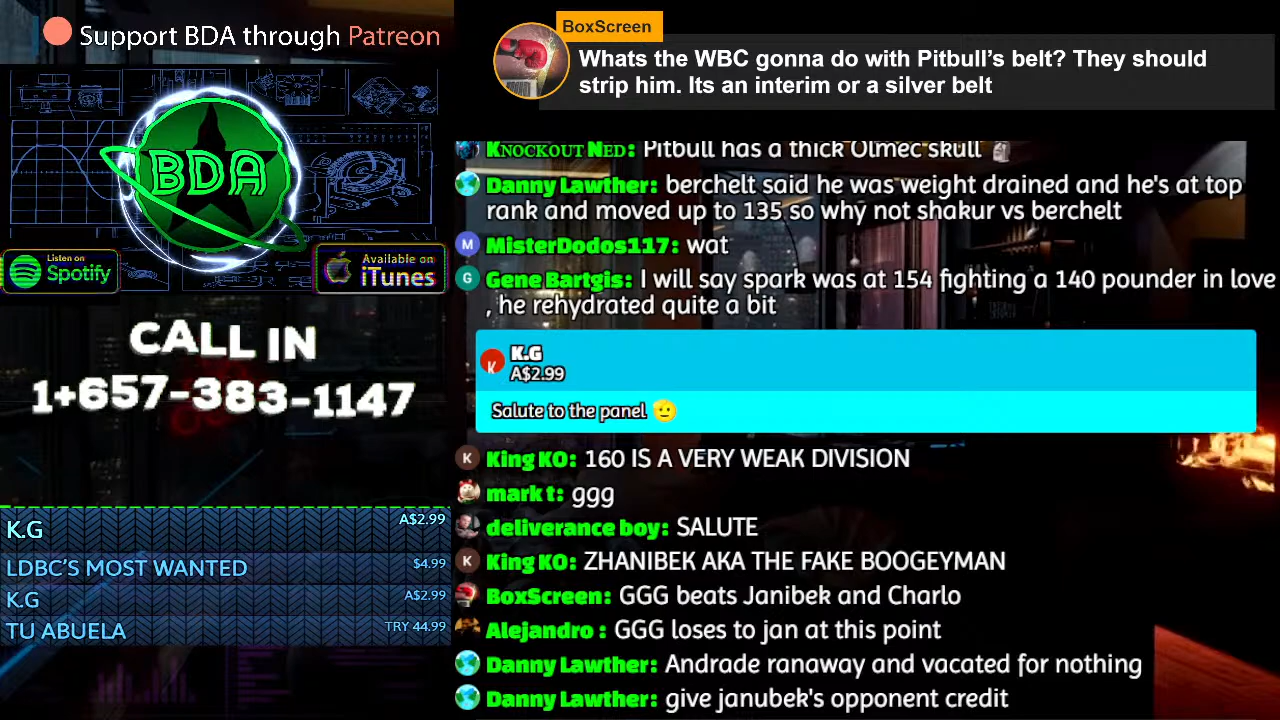 Support BDA through Patreon
BDA
Listen on
Spotify
Available on
iTunes
CALL IN
1+657-383-1147
K.G A$2.99
LDBC'S MOST WANTED $4.99
K.G A$2.99
TU ABUELA TRY 44.99
BoxScreen
Whats the WBC gonna do with Pitbull's belt? They should
strip him. Its an interim or a silver belt
Knockout Ned: Pitbull has a thick Olmec skull 🗿
Danny Lawther: berchelt said he was weight drained and he's at top
rank and moved up to 135 so why not shakur vs berchelt
M MisterDodos117: wat
G Gene Bartgis: I will say spark was at 154 fighting a 140 pounder in love
, he rehydrated quite a bit
K K.G
A$2.99
Salute to the panel 🫡
K King KO: 160 IS A VERY WEAK DIVISION
mark t: ggg
deliverance boy: SALUTE
K King KO: ZHANIBEK AKA THE FAKE BOOGEYMAN
BoxScreen: GGG beats Janibek and Charlo
Alejandro : GGG loses to jan at this point
Danny Lawther: Andrade ranaway and vacated for nothing
Danny Lawther: give janubek's opponent credit